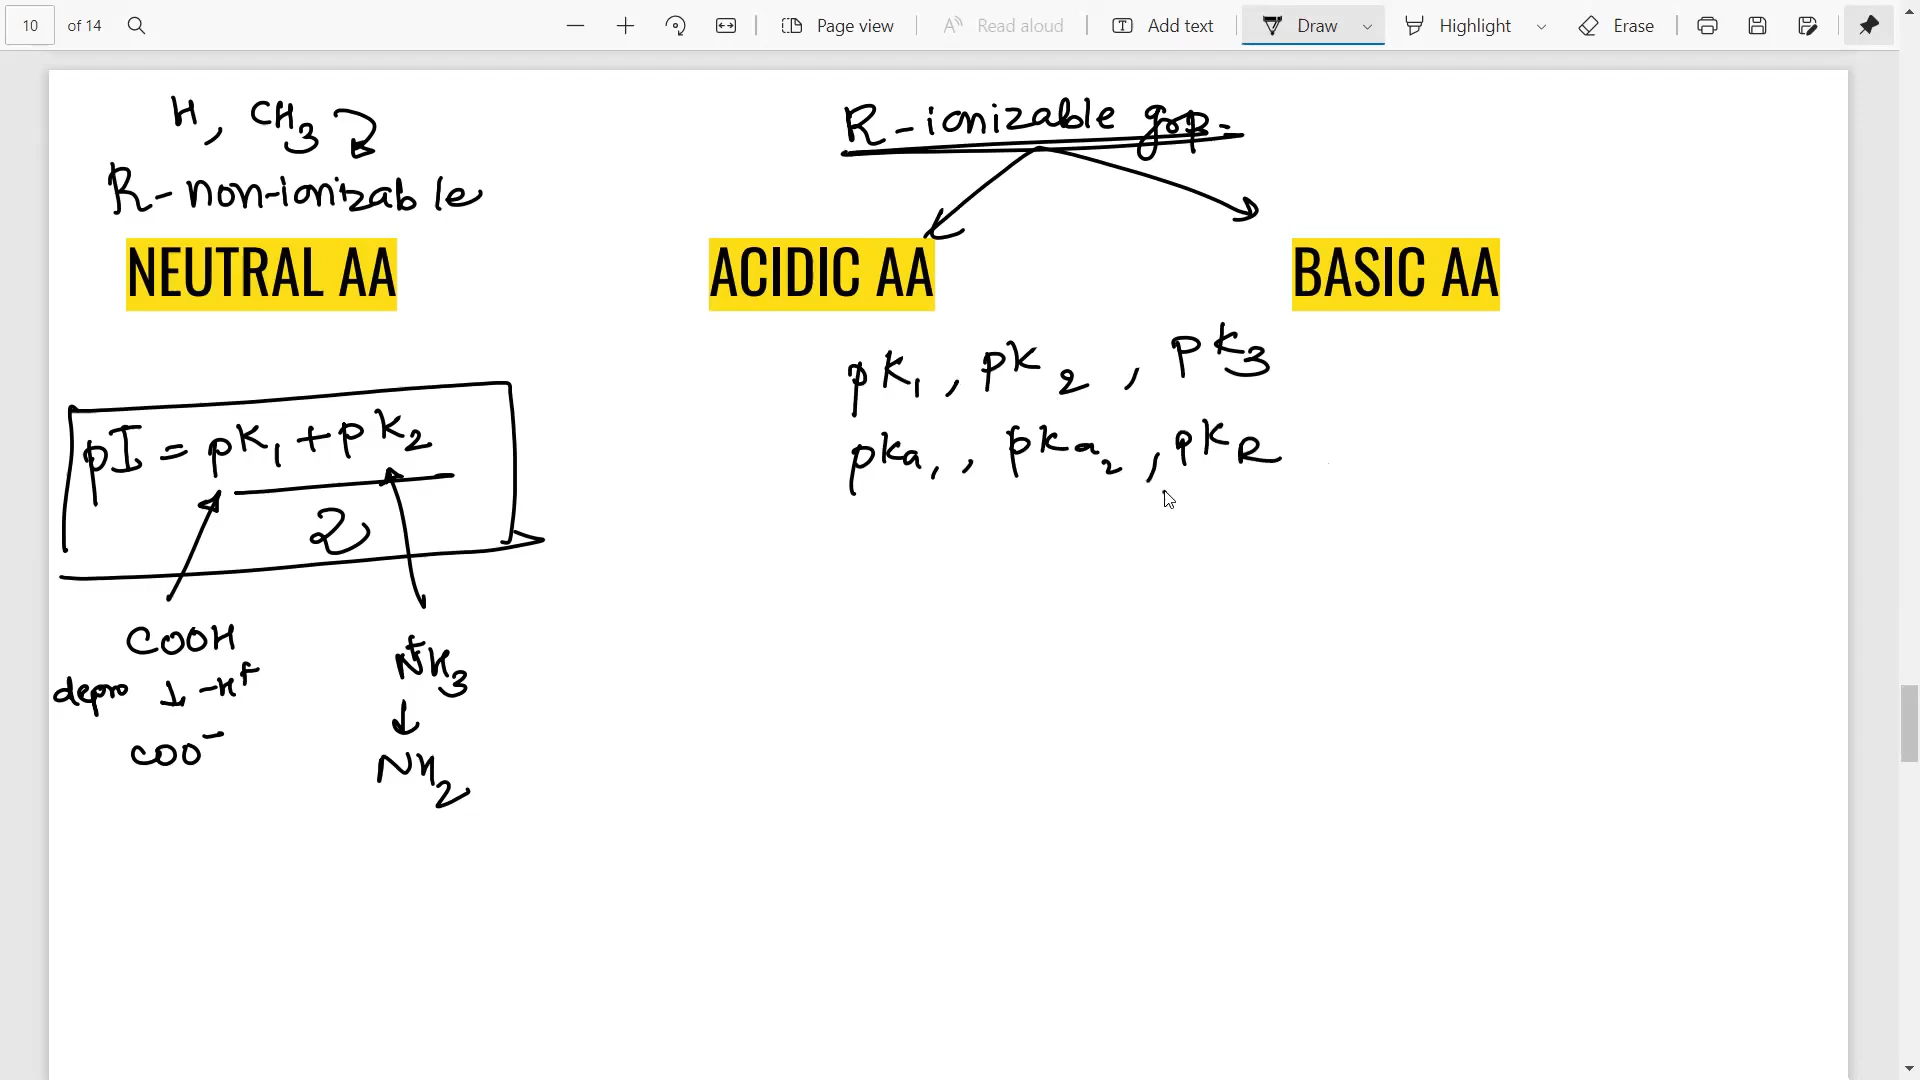 10 of 14 Page view Read aloud Add text Draw Highlight Erase
H, CH3
R-non-ionizable
R-ionizable grp-
NEUTRAL AA
ACIDIC AA
BASIC AA
pK1, pK2, pK3
pKa1, pKa2, pKR
pI = pK1 + pK2
2
COOH
depro ↓ -H+
COO-
N+H3
↓
NH2